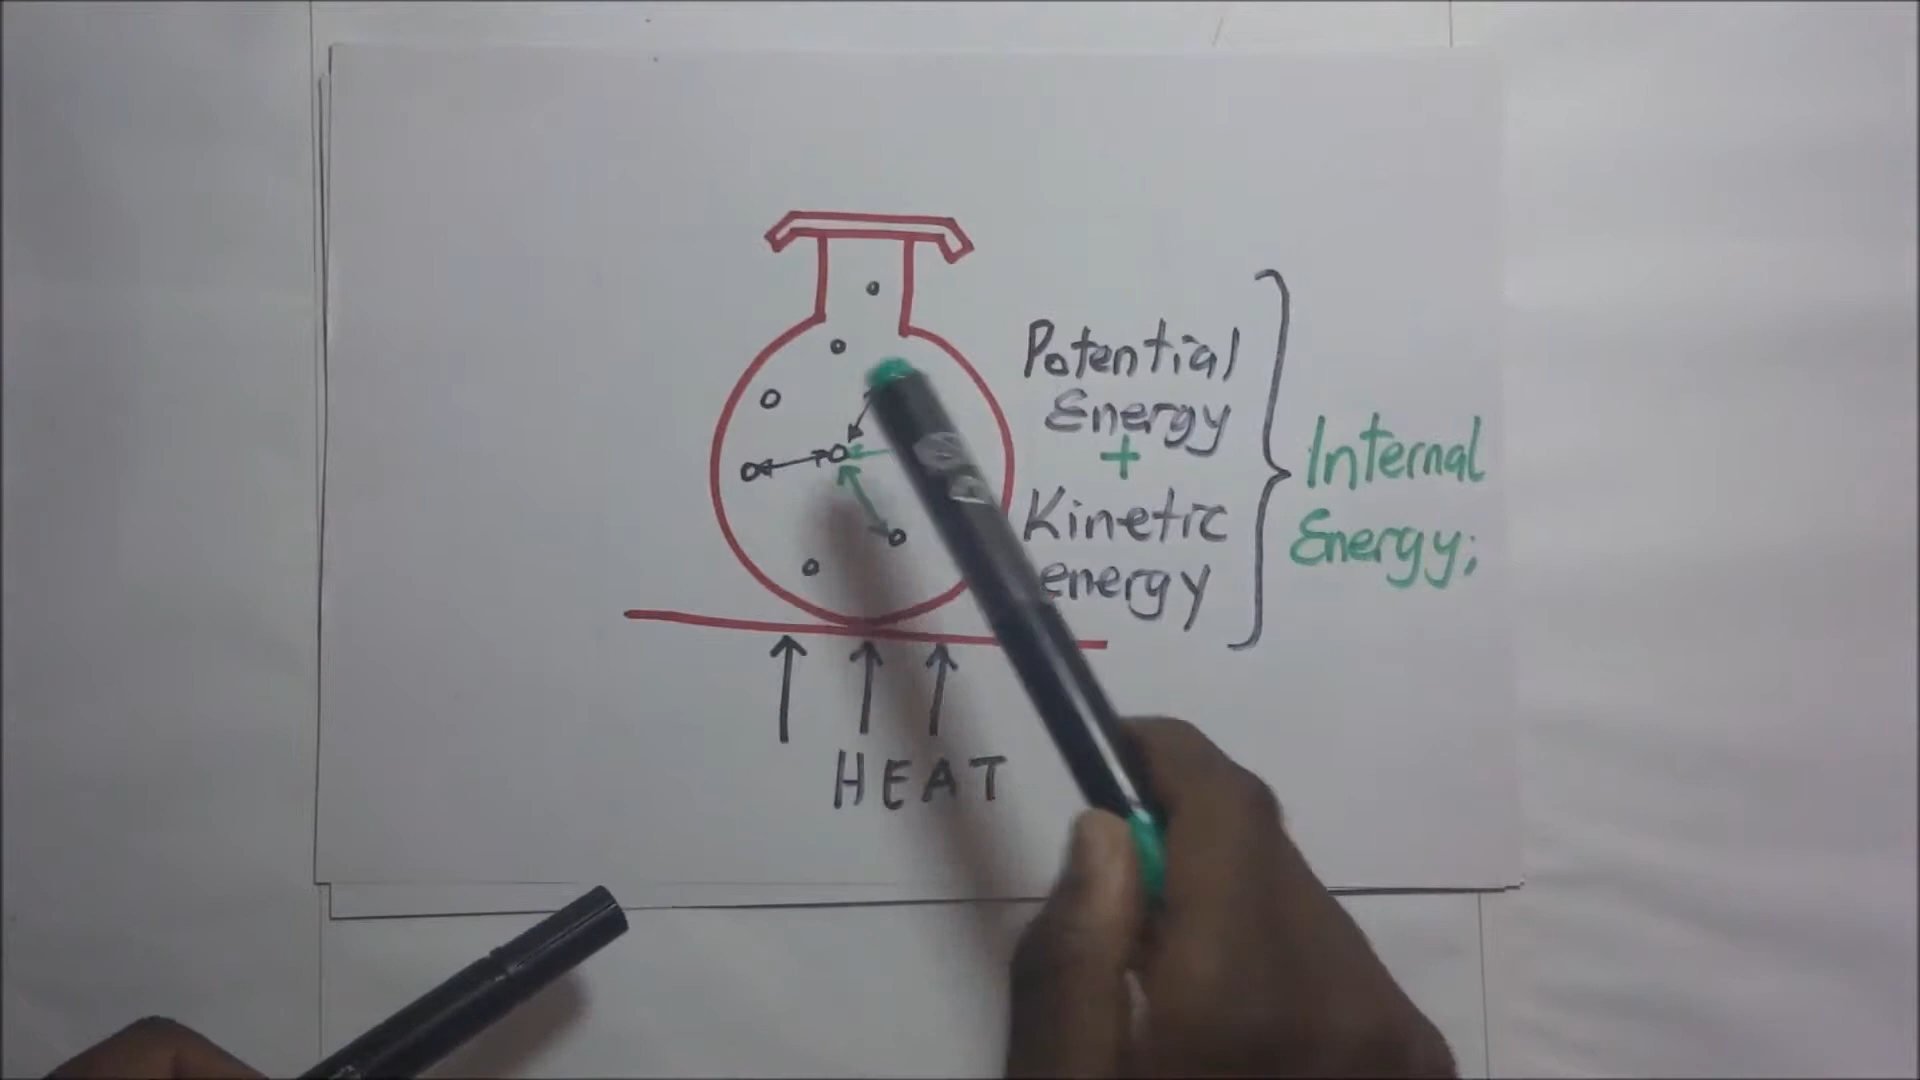 Potential
Energy
+
Kinetic
energy
Internal
Energy;
HEAT